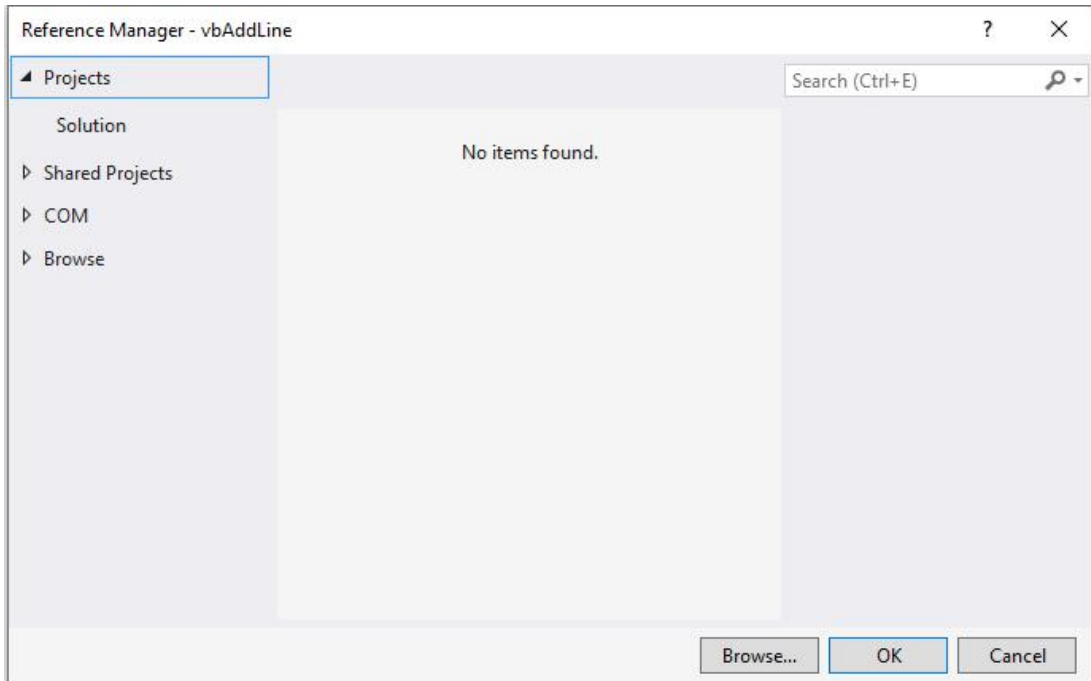 Reference Manager - vbAddLine
?
Projects
Search (Ctrl+E)
Solution
No items found.
Shared Projects
COM
Browse
Browse...
OK
Cancel